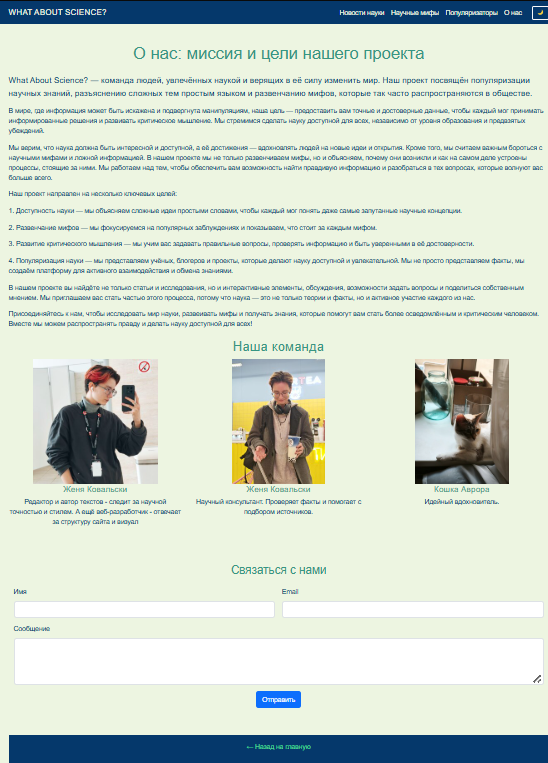 WHAT ABOUT SCIENCE?
Новости науки Научные мифы Популяризаторы О нас
О нас: миссия и цели нашего проекта
What About Science? — команда людей, увлечённых наукой и верящих в её силу изменить мир. Наш проект посвящён популяризации
научных знаний, разъяснению сложных тем простым языком и развенчанию мифов, которые так часто распространяются в обществе.
В мире, где информация может быть искажена и подвергнута манипуляциям, наша цель — предоставить вам точные и достоверные данные, чтобы каждый мог принимать
информированные решения и развивать критическое мышление. Мы стремимся сделать науку доступной для всех, независимо от уровня образования и предвзятых
убеждений.
Мы верим, что наука должна быть интересной и доступной, а её достижения — вдохновлять людей на новые идеи и открытия. Кроме того, мы считаем важным бороться с
научными мифами и ложной информацией. В нашем проекте мы не только развенчиваем мифы, но и объясняем, почему они возникли и как на самом деле устроены
процессы, стоящие за ними. Мы работаем над тем, чтобы обеспечить вам возможность найти правдивую информацию и разобраться в тех вопросах, которые волнуют вас
больше всего.
Наш проект направлен на несколько ключевых целей:
1. Доступность науки — мы объясняем сложные идеи простыми словами, чтобы каждый мог понять даже самые запутанные научные концепции.
2. Развенчание мифов — мы фокусируемся на популярных заблуждениях и показываем, что стоит за каждым мифом.
3. Развитие критического мышления — мы учим вас задавать правильные вопросы, проверять информацию и быть уверенными в её достоверности.
4. Популяризация науки — мы представляем учёных, блогеров и проекты, которые делают науку доступной и увлекательной. Мы не просто представляем факты, мы
создаём платформу для активного взаимодействия и обмена знаниями.
В нашем проекте вы найдёте не только статьи и исследования, но и интерактивные элементы, обсуждения, возможности задать вопросы и поделиться собственным
мнением. Мы приглашаем вас стать частью этого процесса, потому что наука — это не только теории и факты, но и активное участие каждого из нас.
Присоединяйтесь к нам, чтобы исследовать мир науки, развеивать мифы и получать знания, которые помогут вам стать более осведомлённым и критическим человеком.
Вместе мы можем распространять правду и делать науку доступной для всех!
Наша команда
Женя Ковальски
Редактор и автор текстов - следит за научной
точностью и стилем. А ещё веб-разработчик - отвечает
за структуру сайта и визуал
Женя Ковальски
Научный консультант. Проверяет факты и помогает с
подбором источников.
Кошка Аврора
Идейный вдохновитель.
Связаться с нами
Имя
Email
Сообщение
Отправить
← Назад на главную